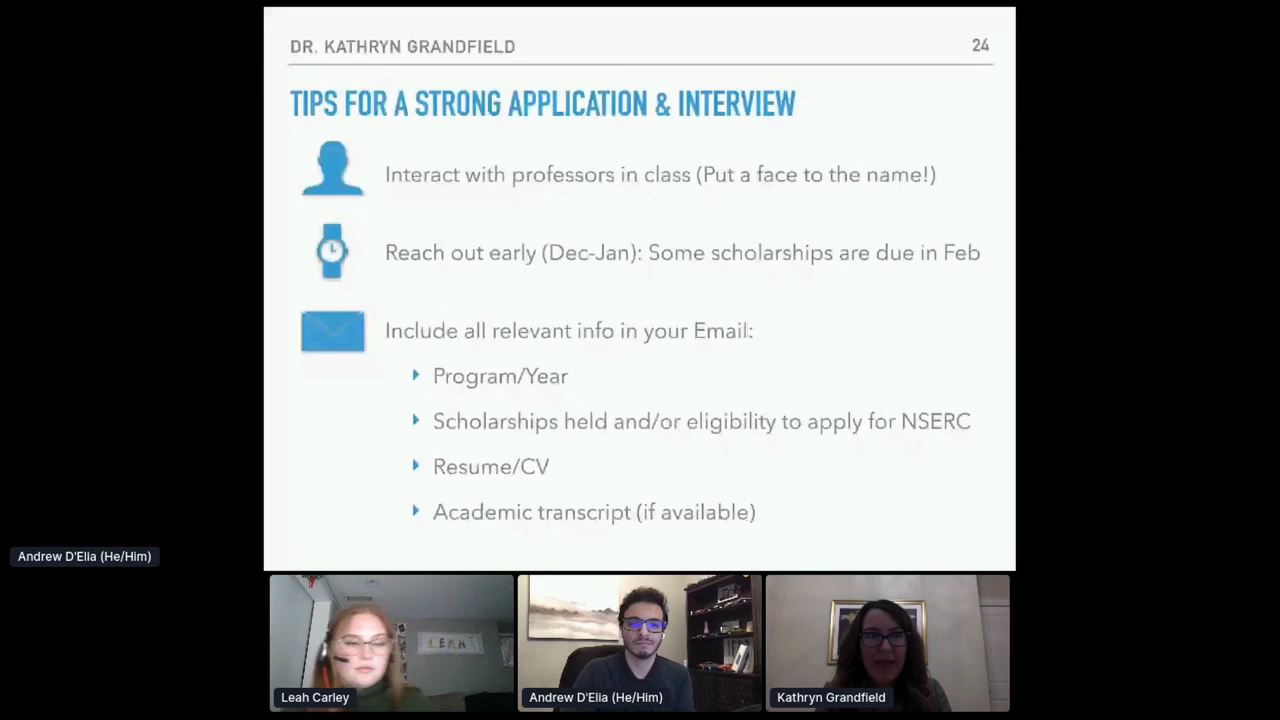 DR. KATHRYN GRANDFIELD
24
TIPS FOR A STRONG APPLICATION & INTERVIEW
Interact with professors in class (Put a face to the name!)
Reach out early (Dec-Jan): Some scholarships are due in Feb
Include all relevant info in your Email:
Program/Year
Scholarships held and/or eligibility to apply for NSERC
Resume/CV
Academic transcript (if available)
Andrew D'Elia (He/Him)
LEAH
Leah Carley
Andrew D'Elia (He/Him)
Kathryn Grandfield